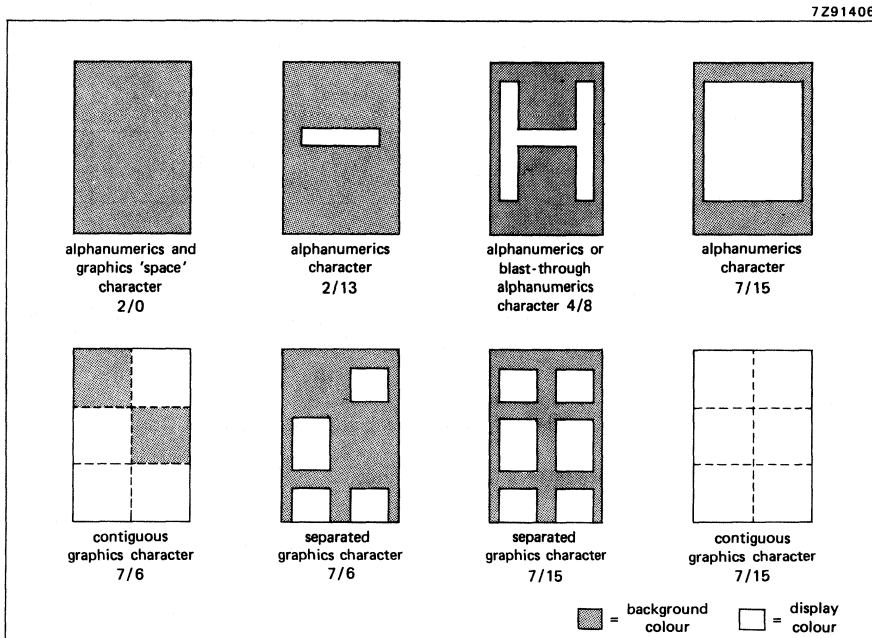 7Z91406
alphanumerics and
graphics 'space'
character
2/0
alphanumerics
character
2/13
alphanumerics or
blast-through
alphanumerics
character 4/8
alphanumerics
character
7/15
contiguous
graphics character
7/6
separated
graphics character
7/6
separated
graphics character
7/15
contiguous
graphics character
7/15
= background
colour
= display
colour